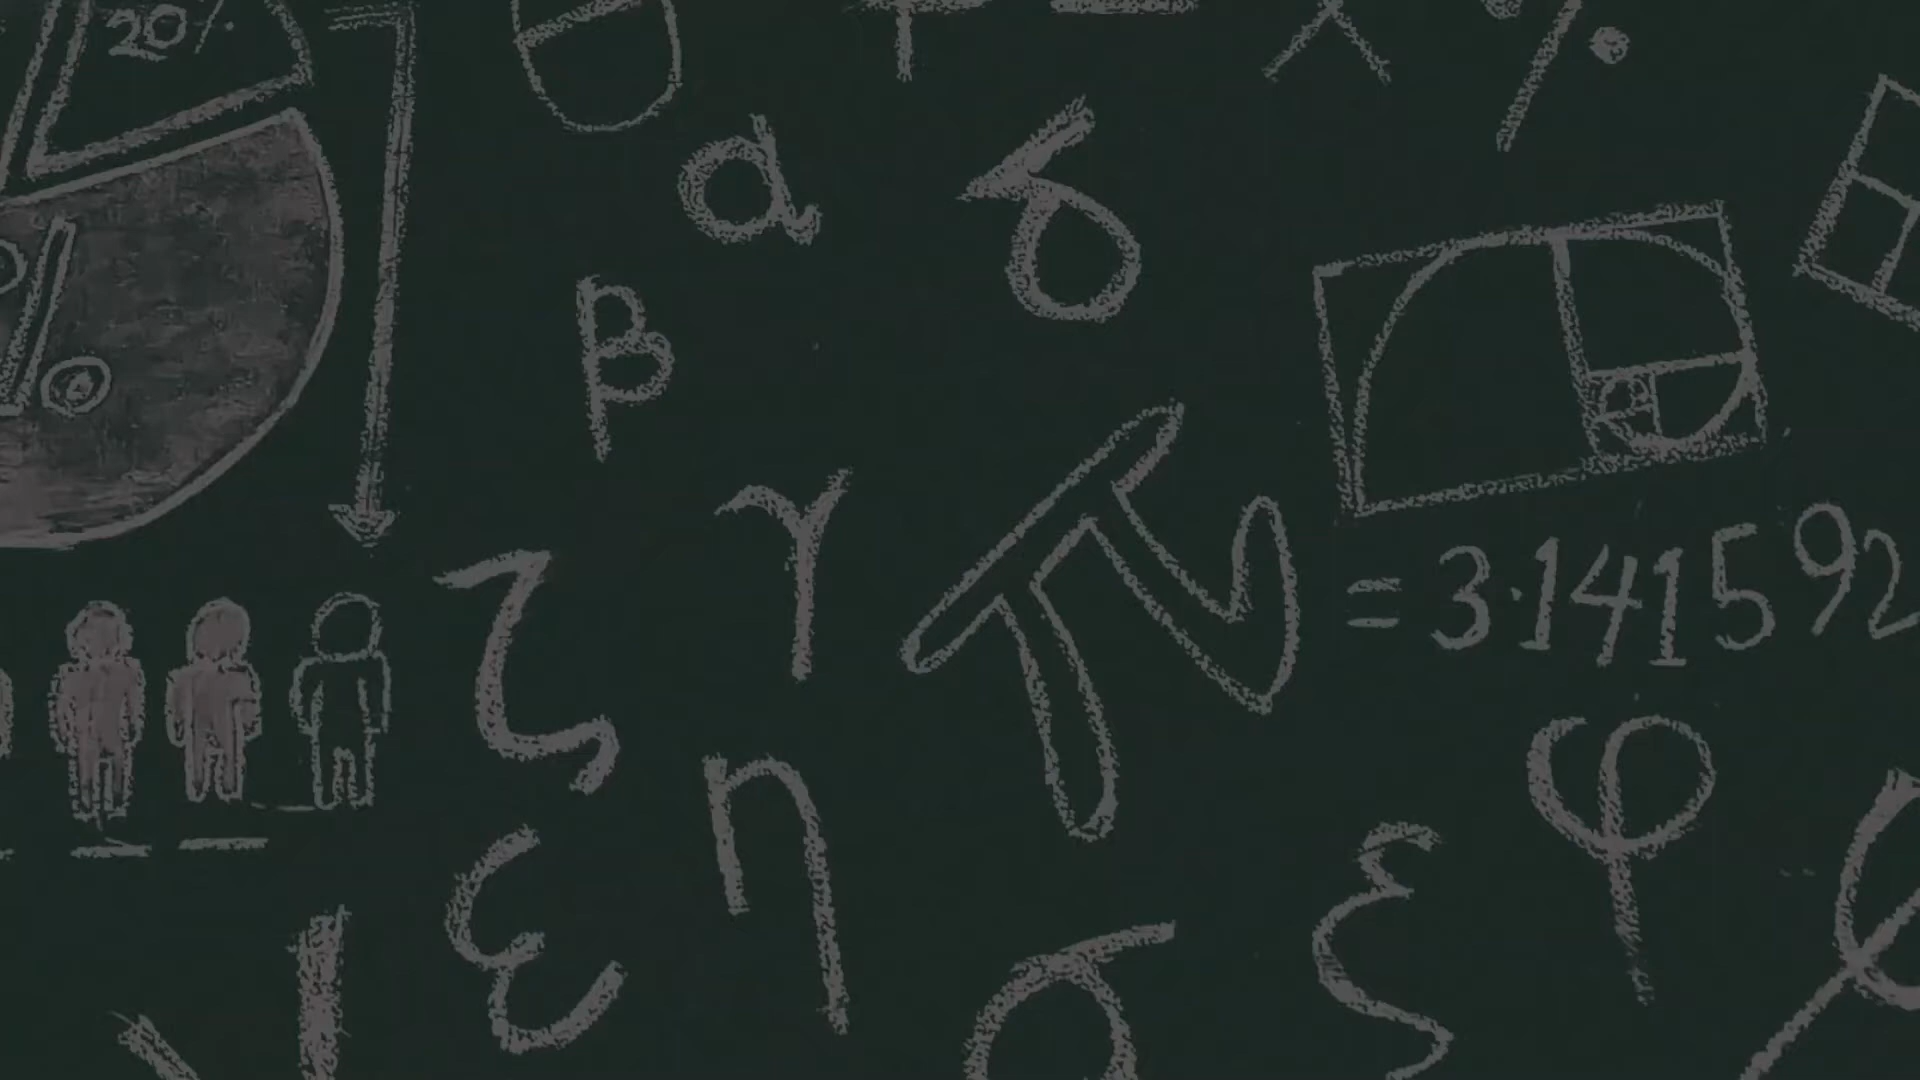 20%
θ
α δ
β
γ
π = 3·141592
ζ
η φ
ε ξ
σ